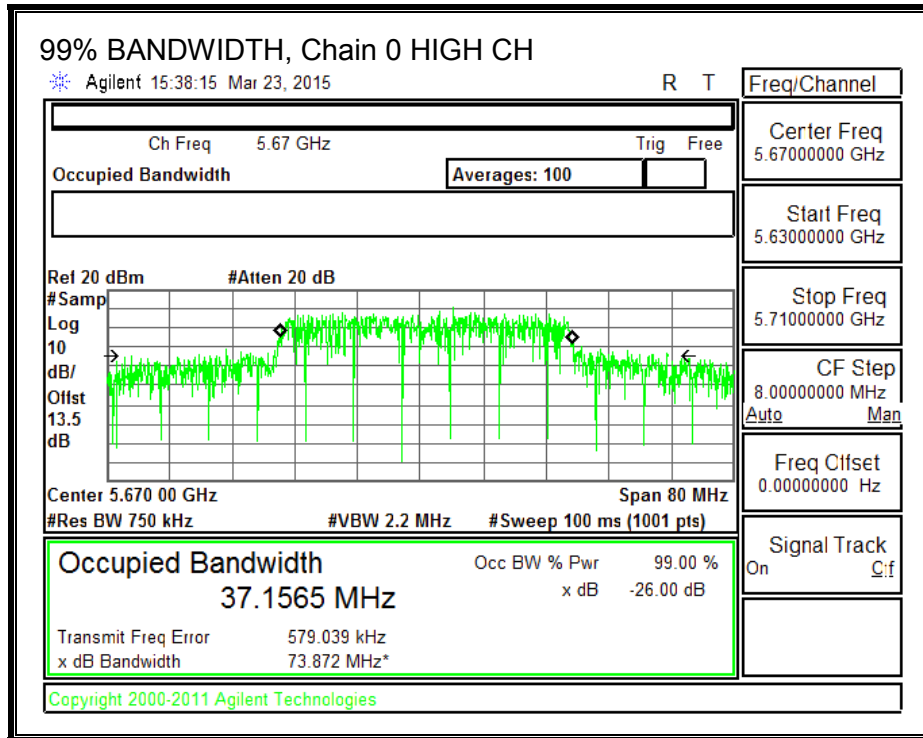 99% BANDWIDTH, Chain 0 HIGH CH
Agilent 15:38:15 Mar 23, 2015 R T
Freq/Channel
Ch Freq 5.67 GHz Trig Free
Occupied Bandwidth Averages: 100
Center Freq
5.67000000 GHz
Start Freq
5.63000000 GHz
Stop Freq
5.71000000 GHz
CF Step
8.00000000 MHz
Auto Man
Freq Offset
0.00000000 Hz
Signal Track
On Off
Ref 20 dBm #Atten 20 dB
#Samp
Log
10
dB/
Offst
13.5
dB
Center 5.670 00 GHz Span 80 MHz
#Res BW 750 kHz #VBW 2.2 MHz #Sweep 100 ms (1001 pts)
Occupied Bandwidth Occ BW % Pwr 99.00 %
37.1565 MHz x dB -26.00 dB
Transmit Freq Error 579.039 kHz
x dB Bandwidth 73.872 MHz*
Copyright 2000-2011 Agilent Technologies